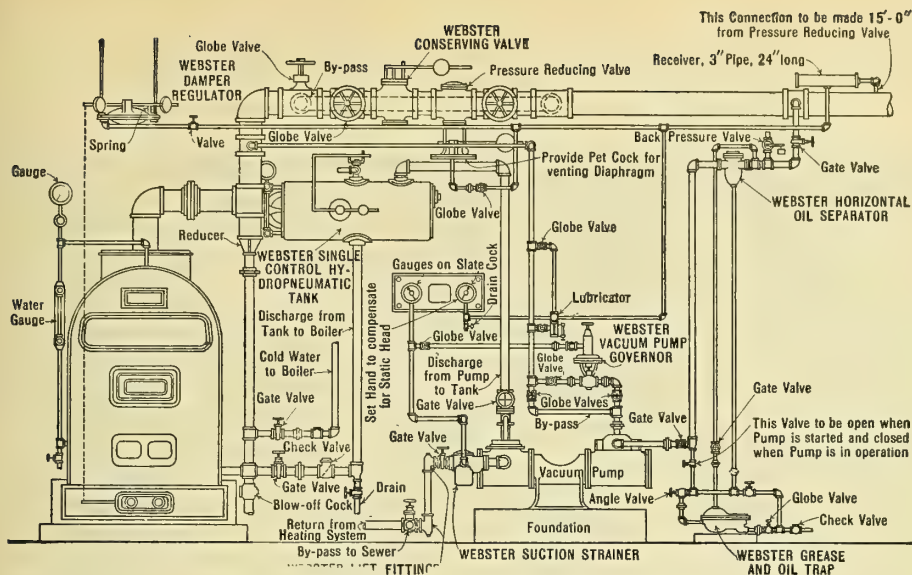 This Connection to be made 15'-0"
from Pressure Reducing Valve
Receiver, 3" Pipe, 24" long
WEBSTER
CONSERVING VALVE
Globe Valve
WEBSTER
DAMPER
REGULATOR
By-pass
Pressure Reducing Valve
Spring
Valve
Globe Valve
Back
Pressure Valve
Gate Valve
Gauge
Provide Pet Cock for
venting Diaphragm
Globe Valve
WEBSTER HORIZONTAL
OIL SEPARATOR
Reducer
Globe
Valve
WEBSTER SINGLE
CONTROL HY-
DROPNEUMATIC
TANK
Gauges on Slate
Drain Cock
Lubricator
Water
Gauge
Discharge from
Tank to Boiler
Set Hand to compensate
for Static Head
Globe Valve
WEBSTER
VACUUM PUMP
GOVERNOR
Cold Water
to Boiler
Discharge
from Pump
to Tank
Globe
Valve
Gate Valve
Gate Valve
Globe Valves
By-pass
Gate Valve
Gate Valve
This Valve to be open when
Pump is started and closed
when Pump is in operation
Check Valve
Gate Valve
Gate Valve
Vacuum Pump
Angle Valve
Globe Valve
Drain
Blow-off Cock
Check Valve
Return from
Heating System
Foundation
By-pass to Sewer
WEBSTER SUCTION STRAINER
WEBSTER GREASE
AND OIL TRAP
WEBSTER LIFT FITTINGS